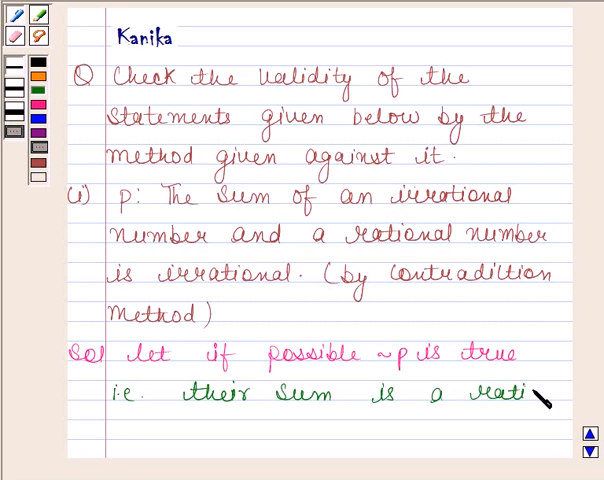 Kanika
Q Check the validity of the
Statements given below by the
method given against it.
(i) p: The Sum of an irrational
number and a rational number
is irrational. (by Contradiction
Method)
Sol let if possible ~p is true
i.e. their Sum is a rati